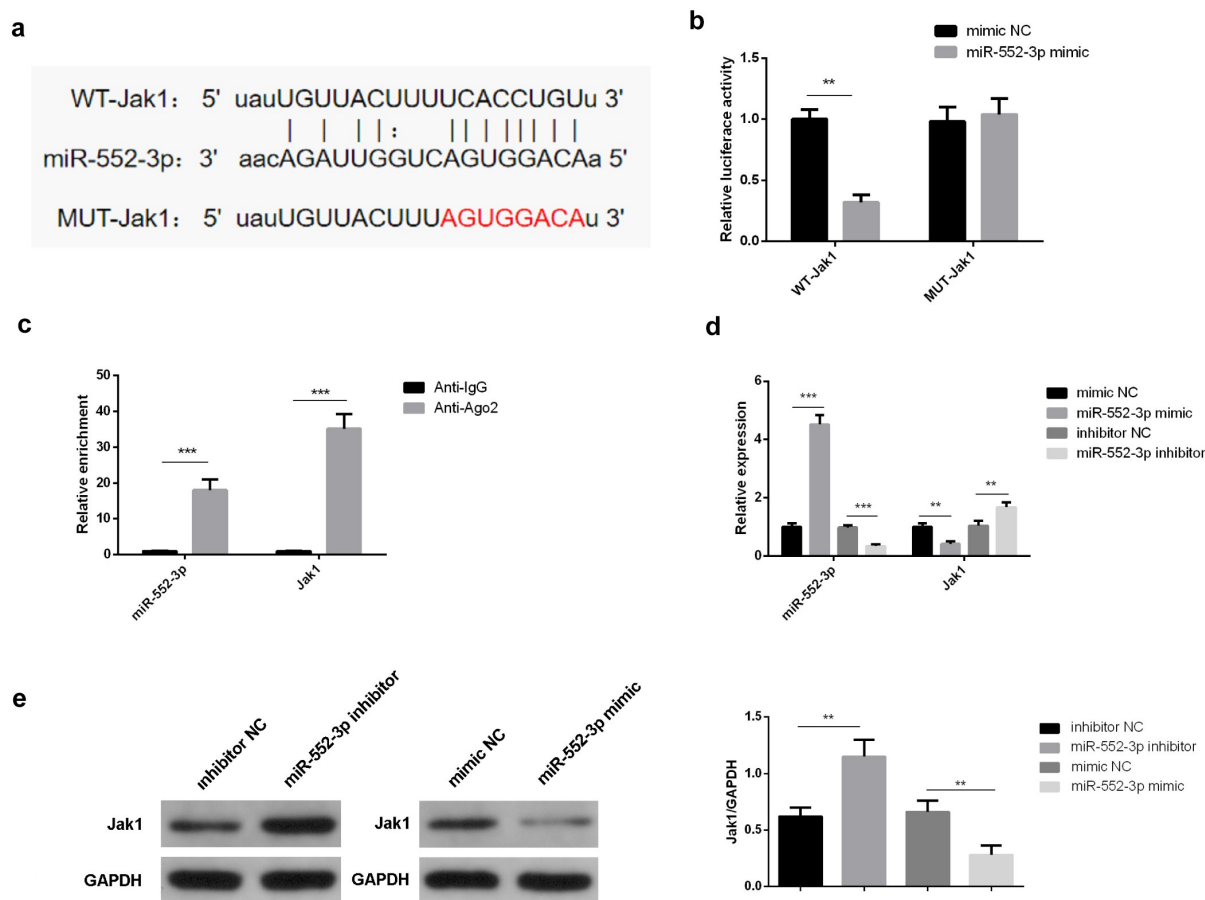 a
WT-Jak1: 5' uauUGUUACUUUUCACCUGUu 3'
| | | | : | | | | | | | |
miR-552-3p: 3' aacAGAUUGGUCAGUGGACAa 5'
MUT-Jak1: 5' uauUGUUACUUUAGUGGACAu 3'
b
mimic NC
miR-552-3p mimic
Relative luciferace activity
1.5
1.0
0.5
0.0
**
WT-Jak1
MUT-Jak1
c
Anti-IgG
Anti-Ago2
Relative enrichment
50
40
30
20
10
0
***
***
miR-552-3p
Jak1
d
mimic NC
miR-552-3p mimic
inhibitor NC
miR-552-3p inhibitor
Relative expression
6
4
2
0
***
***
**
**
miR-552-3p
Jak1
e
inhibitor NC
miR-552-3p inhibitor
mimic NC
miR-552-3p mimic
Jak1
Jak1
GAPDH
GAPDH
inhibitor NC
miR-552-3p inhibitor
mimic NC
miR-552-3p mimic
Jak1/GAPDH
1.5
1.0
0.5
0.0
**
**